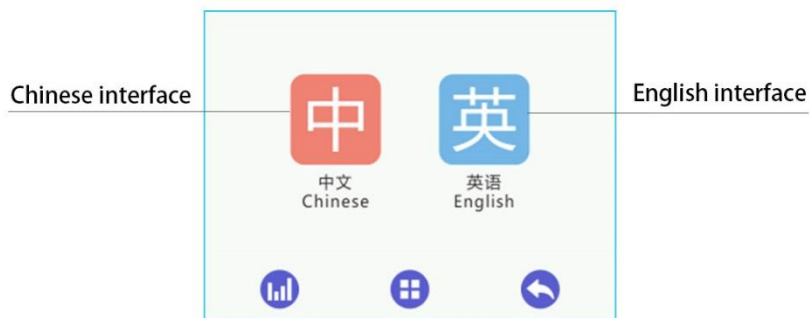 Chinese interface
English interface
中
英
中文
英语
Chinese
English